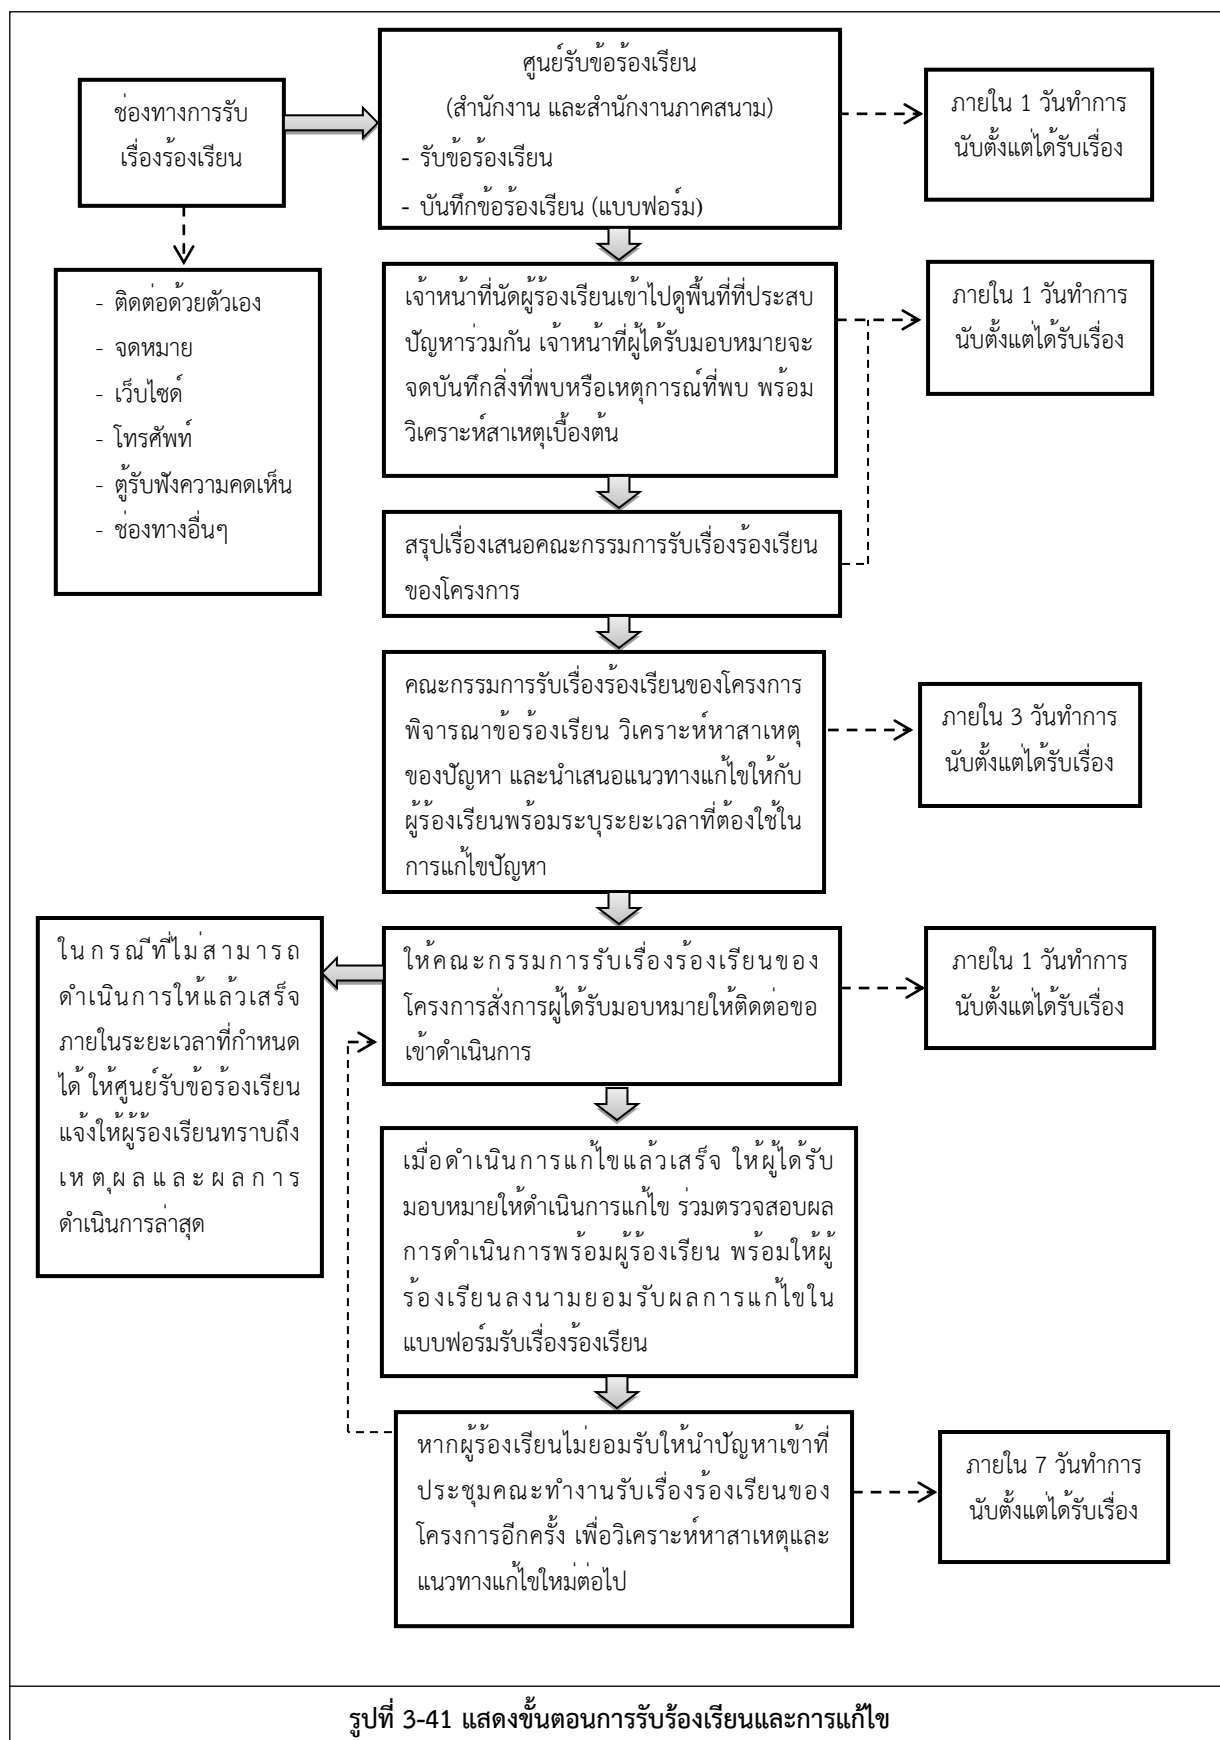 ช่องทางการรับ
เรื่องร้องเรียน
ศูนย์รับข้อร้องเรียน
(สำนักงาน และสำนักงานภาคสนาม)
- รับข้อร้องเรียน
- บันทึกข้อร้องเรียน (แบบฟอร์ม)
ภายใน 1 วันทำการ
นับตั้งแต่ได้รับเรื่อง
- ติดต่อด้วยตัวเอง
- จดหมาย
- เว็บไซด์
- โทรศัพท์
- ตู้รับฟังความคดเห็น
- ช่องทางอื่นๆ
เจ้าหน้าที่นัดผู้ร้องเรียนเข้าไปดูพื้นที่ที่ประสบ
ปัญหาร่วมกัน เจ้าหน้าที่ผู้ได้รับมอบหมายจะ
จดบันทึกสิ่งที่พบหรือเหตุการณ์ที่พบ พร้อม
วิเคราะห์สาเหตุเบื้องต้น
ภายใน 1 วันทำการ
นับตั้งแต่ได้รับเรื่อง
สรุปเรื่องเสนอคณะกรรมการรับเรื่องร้องเรียน
ของโครงการ
คณะกรรมการรับเรื่องร้องเรียนของโครงการ
พิจารณาข้อร้องเรียน วิเคราะห์หาสาเหตุ
ของปัญหา และนำเสนอแนวทางแก้ไขให้กับ
ผู้ร้องเรียนพร้อมระบุระยะเวลาที่ต้องใช้ใน
การแก้ไขปัญหา
ภายใน 3 วันทำการ
นับตั้งแต่ได้รับเรื่อง
ในกรณีที่ไม่สามารถ
ดำเนินการให้แล้วเสร็จ
ภายในระยะเวลาที่กำหนด
ได้ ให้ศูนย์รับข้อร้องเรียน
แจ้งให้ผู้ร้องเรียนทราบถึง
เหตุผลและผลการ
ดำเนินการล่าสุด
ให้คณะกรรมการรับเรื่องร้องเรียนของ
โครงการสั่งการผู้ได้รับมอบหมายให้ติดต่อขอ
เข้าดำเนินการ
ภายใน 1 วันทำการ
นับตั้งแต่ได้รับเรื่อง
เมื่อดำเนินการแก้ไขแล้วเสร็จ ให้ผู้ได้รับ
มอบหมายให้ดำเนินการแก้ไข ร่วมตรวจสอบผล
การดำเนินการพร้อมผู้ร้องเรียน พร้อมให้ผู้
ร้องเรียนลงนามยอมรับผลการแก้ไขใน
แบบฟอร์มรับเรื่องร้องเรียน
หากผู้ร้องเรียนไม่ยอมรับให้นำปัญหาเข้าที่
ประชุมคณะทำงานรับเรื่องร้องเรียนของ
โครงการอีกครั้ง เพื่อวิเคราะห์หาสาเหตุและ
แนวทางแก้ไขใหม่ต่อไป
ภายใน 7 วันทำการ
นับตั้งแต่ได้รับเรื่อง
รูปที่ 3-41 แสดงขั้นตอนการรับร้องเรียนและการแก้ไข